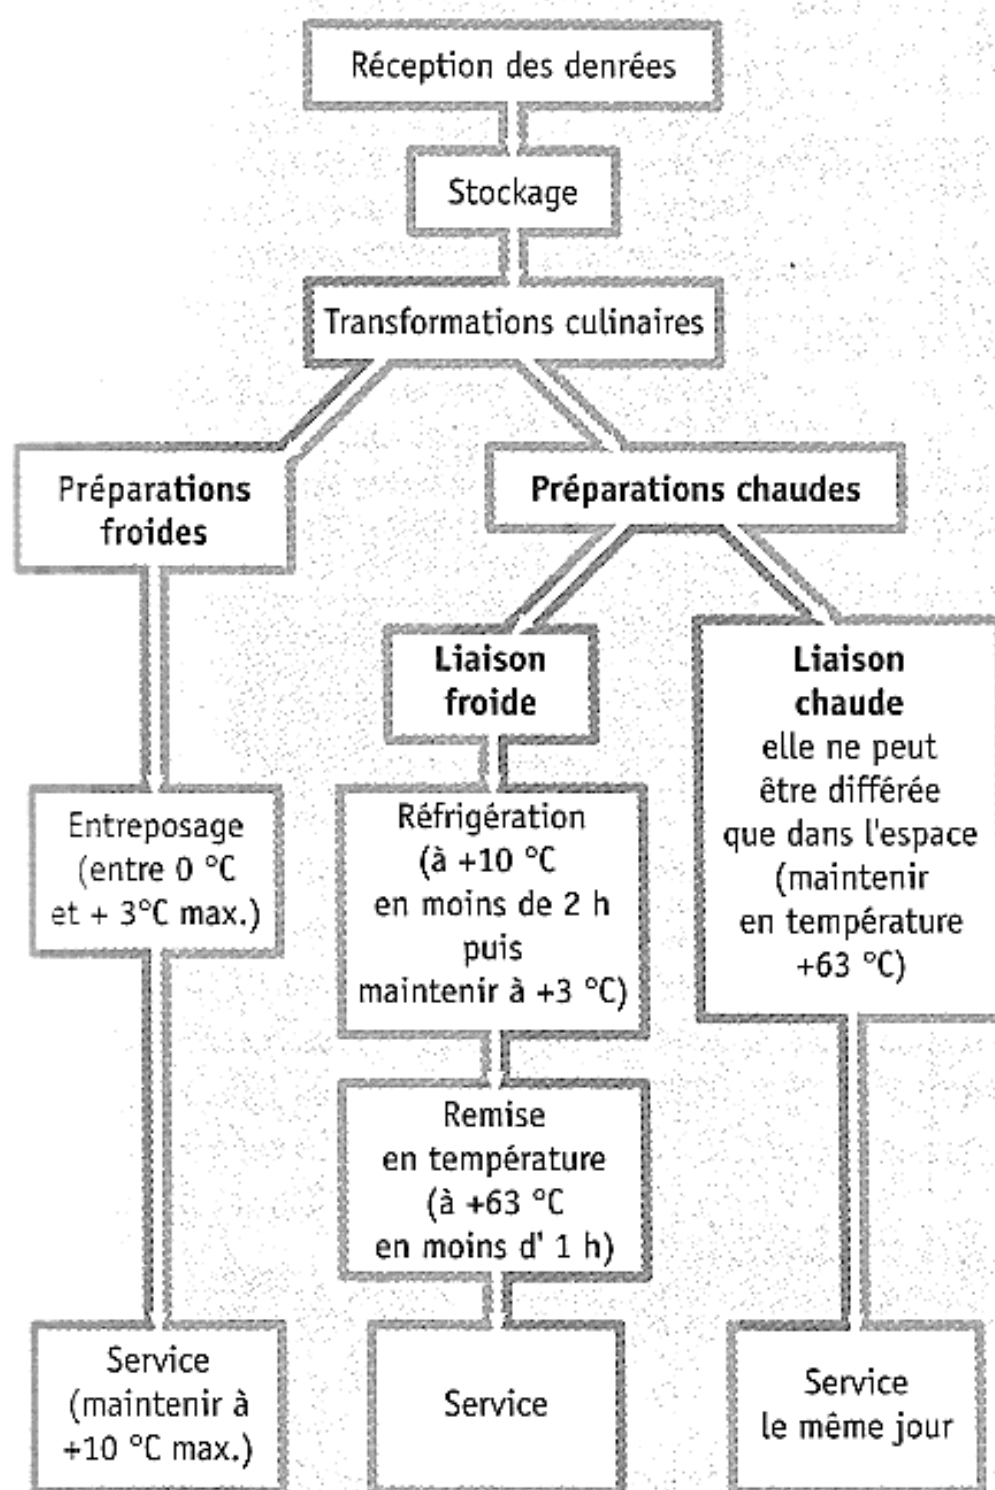 Réception des denrées
Stockage
Transformations culinaires
Préparations
froides
Préparations chaudes
Liaison
froide
Liaison
chaude
elle ne peut
être différée
que dans l'espace
(maintenir
en température
+63 °C)
Entreposage
(entre 0 °C
et + 3°C max.)
Réfrigération
(à +10 °C
en moins de 2 h
puis
maintenir à +3 °C)
Remise
en température
(à +63 °C
en moins d' 1 h)
Service
(maintenir à
+10 °C max.)
Service
Service
le même jour